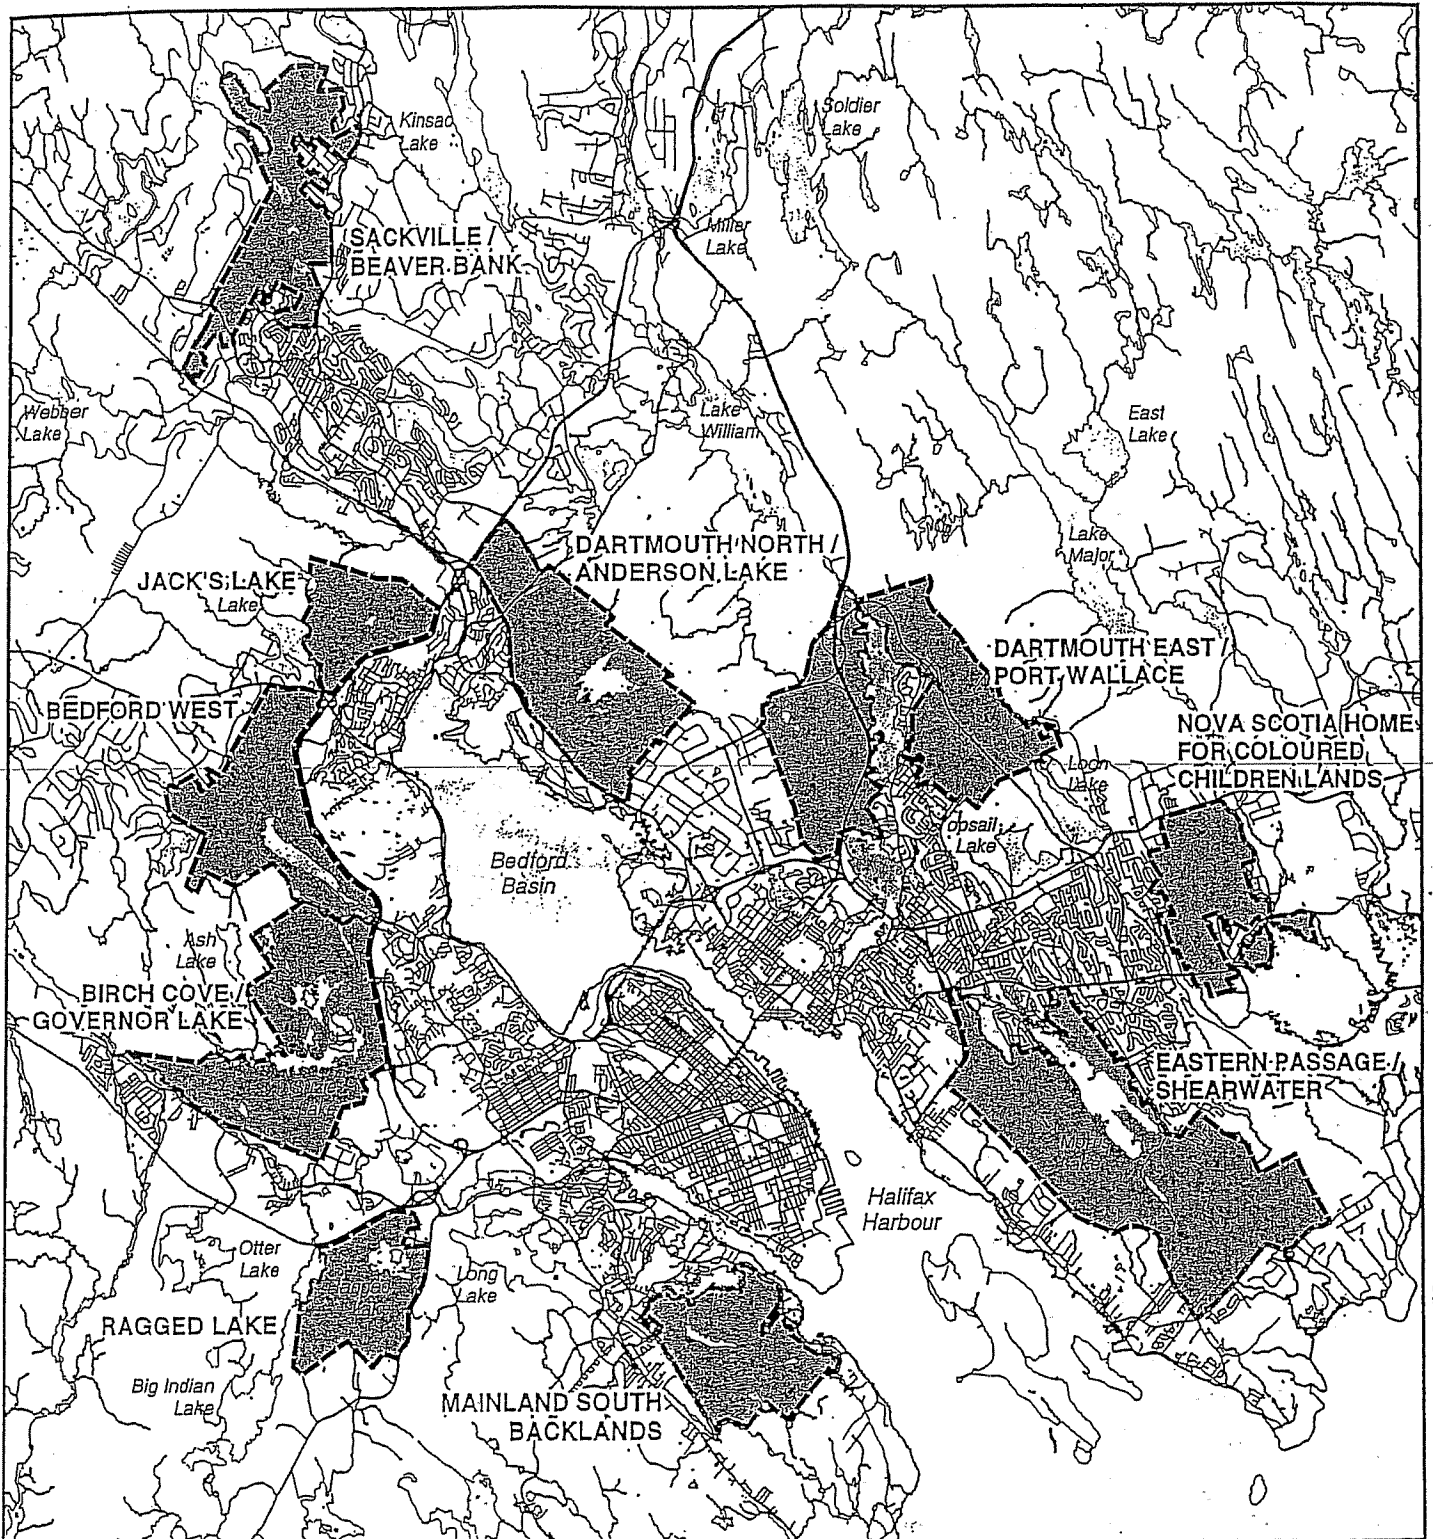 Soldier
Lake
Kinsac
Lake
Miller
Lake
SACKVILLE /
BEAVER BANK
Webber
Lake
Lake
William
East
Lake
Lake
Major
DARTMOUTH NORTH /
ANDERSON LAKE
JACK'S LAKE
Lake
DARTMOUTH EAST /
PORT WALLACE
BEDFORD WEST
NOVA SCOTIA HOME
FOR COLOURED
CHILDREN LANDS
Loon
Lake
opsail
Lake
Bedford
Basin
Ash
Lake
BIRCH COVE /
GOVERNOR LAKE
EASTERN PASSAGE /
SHEARWATER
Halifax
Harbour
Otter
Lake
Long
Lake
RAGGED LAKE
Big Indian
Lake
MAINLAND SOUTH
BACKLANDS